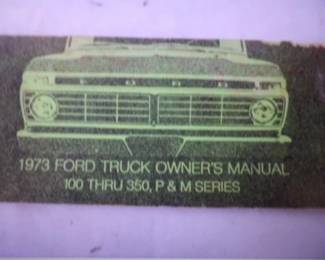 1973 FORD TRUCK OWNER'S MANUAL
100 THRU 350, P & M SERIES